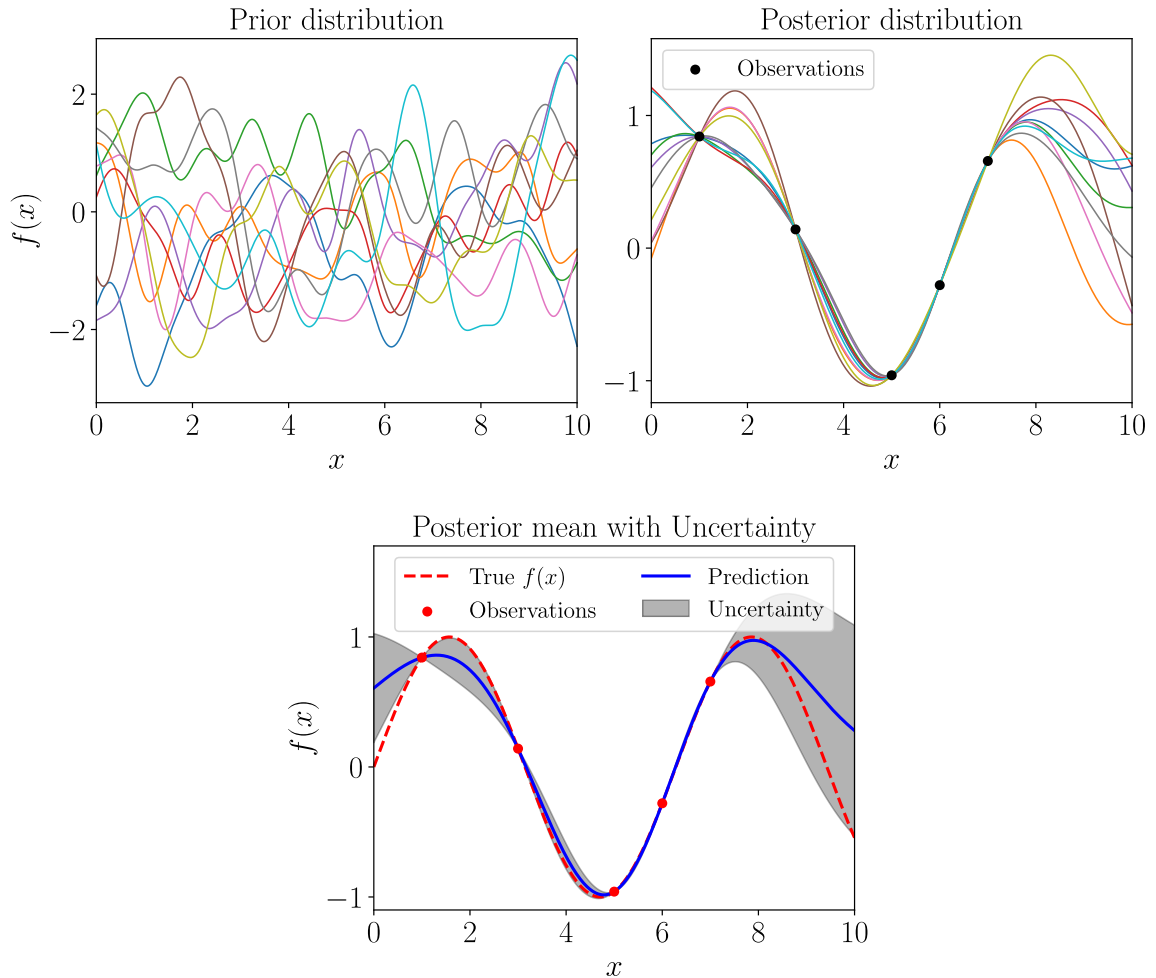 Prior distribution
f(x)
2
0
−2
0 2 4 6 8 10
x
Posterior distribution
Observations
1
0
−1
0 2 4 6 8 10
x
Posterior mean with Uncertainty
True f(x)
Observations
Prediction
Uncertainty
f(x)
1
0
−1
0 2 4 6 8 10
x